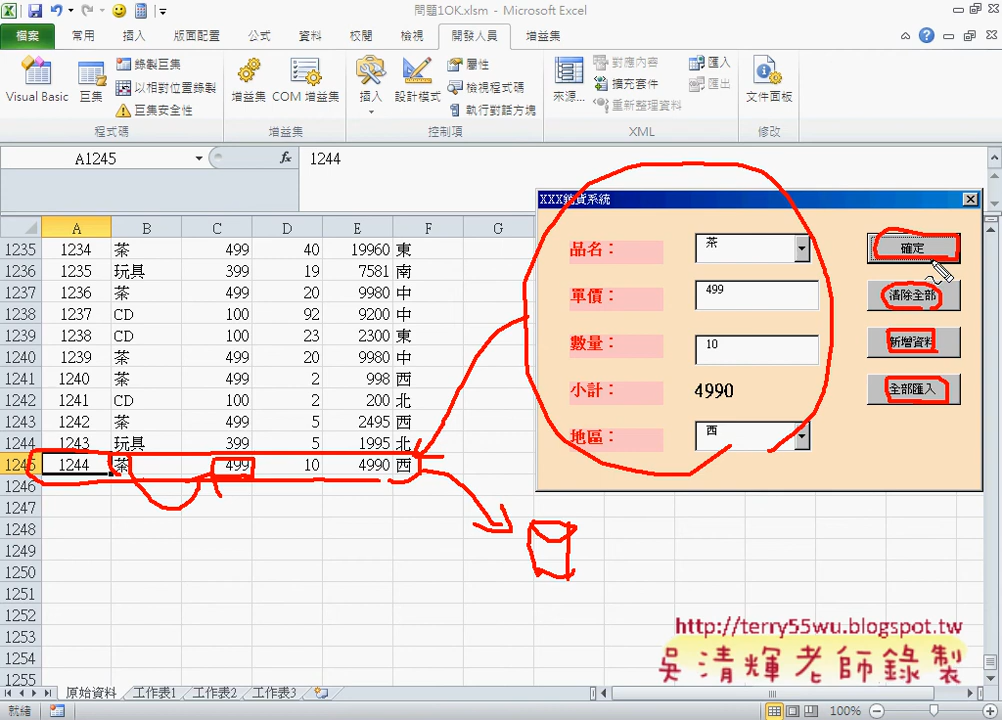 問題1OK.xlsm - Microsoft Excel
檔案 常用 插入 版面配置 公式 資料 校閱 檢視 開發人員 增益集
Visual Basic 巨集 錄製巨集 以相對位置錄製 巨集安全性 程式碼
增益集 COM 增益集 增益集
插入 設計模式 屬性 檢視程式碼 執行對話方塊 控制項
來源... 對應內容 擴充套件 重新整理資料 匯入 匯出 XML
文件面板 修改
A1245 fx 1244
A B C D E F G
1235 1234 茶 499 40 19960 東
1236 1235 玩具 399 19 7581 南
1237 1236 茶 499 20 9980 中
1238 1237 CD 100 92 9200 中
1239 1238 CD 100 23 2300 東
1240 1239 茶 499 20 9980 中
1241 1240 茶 499 2 998 西
1242 1241 CD 100 2 200 北
1243 1242 茶 499 5 2495 西
1244 1243 玩具 399 5 1995 北
1245 1244 茶 499 10 4990 西
1246
1247
1248
1249
1250
1251
1252
1253
1254
1255
XXX銷貨系統
品名： 茶 確定
單價： 499 清除全部
數量： 10 新增資料
小計： 4990 全部匯入
地區： 西
http://terry55wu.blogspot.tw
吳清輝老師錄製
原始資料 工作表1 工作表2 工作表3
就緒 100%